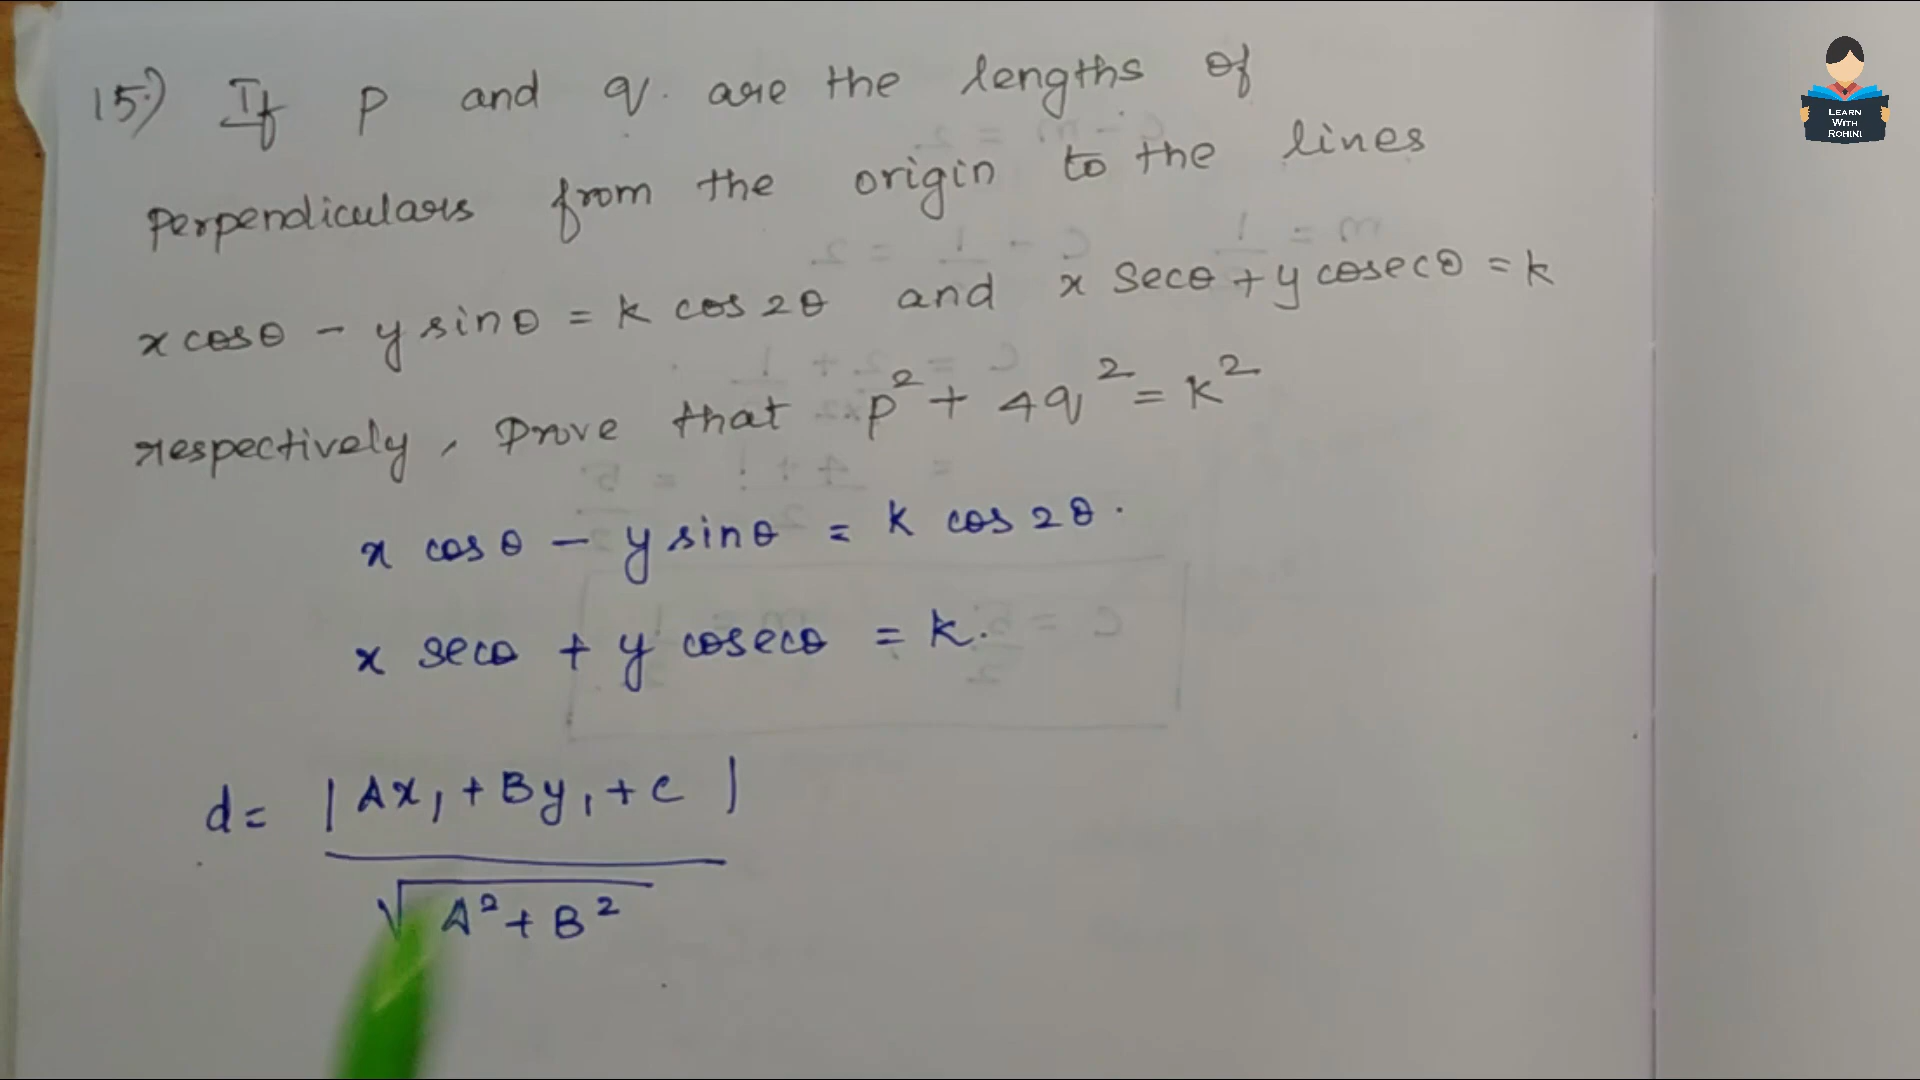 15.) If p and q are the lengths of
perpendiculars from the origin to the lines
x cosθ - y sinθ = k cos 2θ and x secθ + y cosecθ = k
respectively, Prove that p² + 4q² = k²
x cosθ - y sinθ = k cos 2θ.
x secθ + y cosecθ = k.
d = |Ax₁ + By₁ + C|
√A² + B²
LEARN
WITH
ROHINI